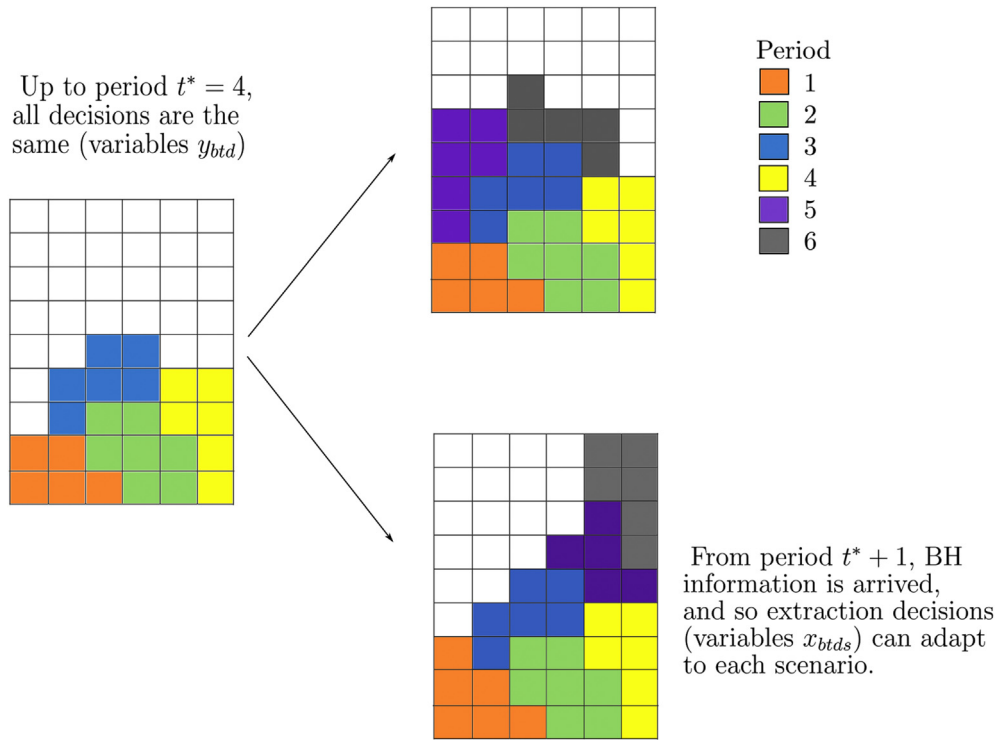 Up to period t* = 4,
all decisions are the
same (variables y_btd)
Period
1
2
3
4
5
6
From period t* + 1, BH
information is arrived,
and so extraction decisions
(variables x_btds) can adapt
to each scenario.